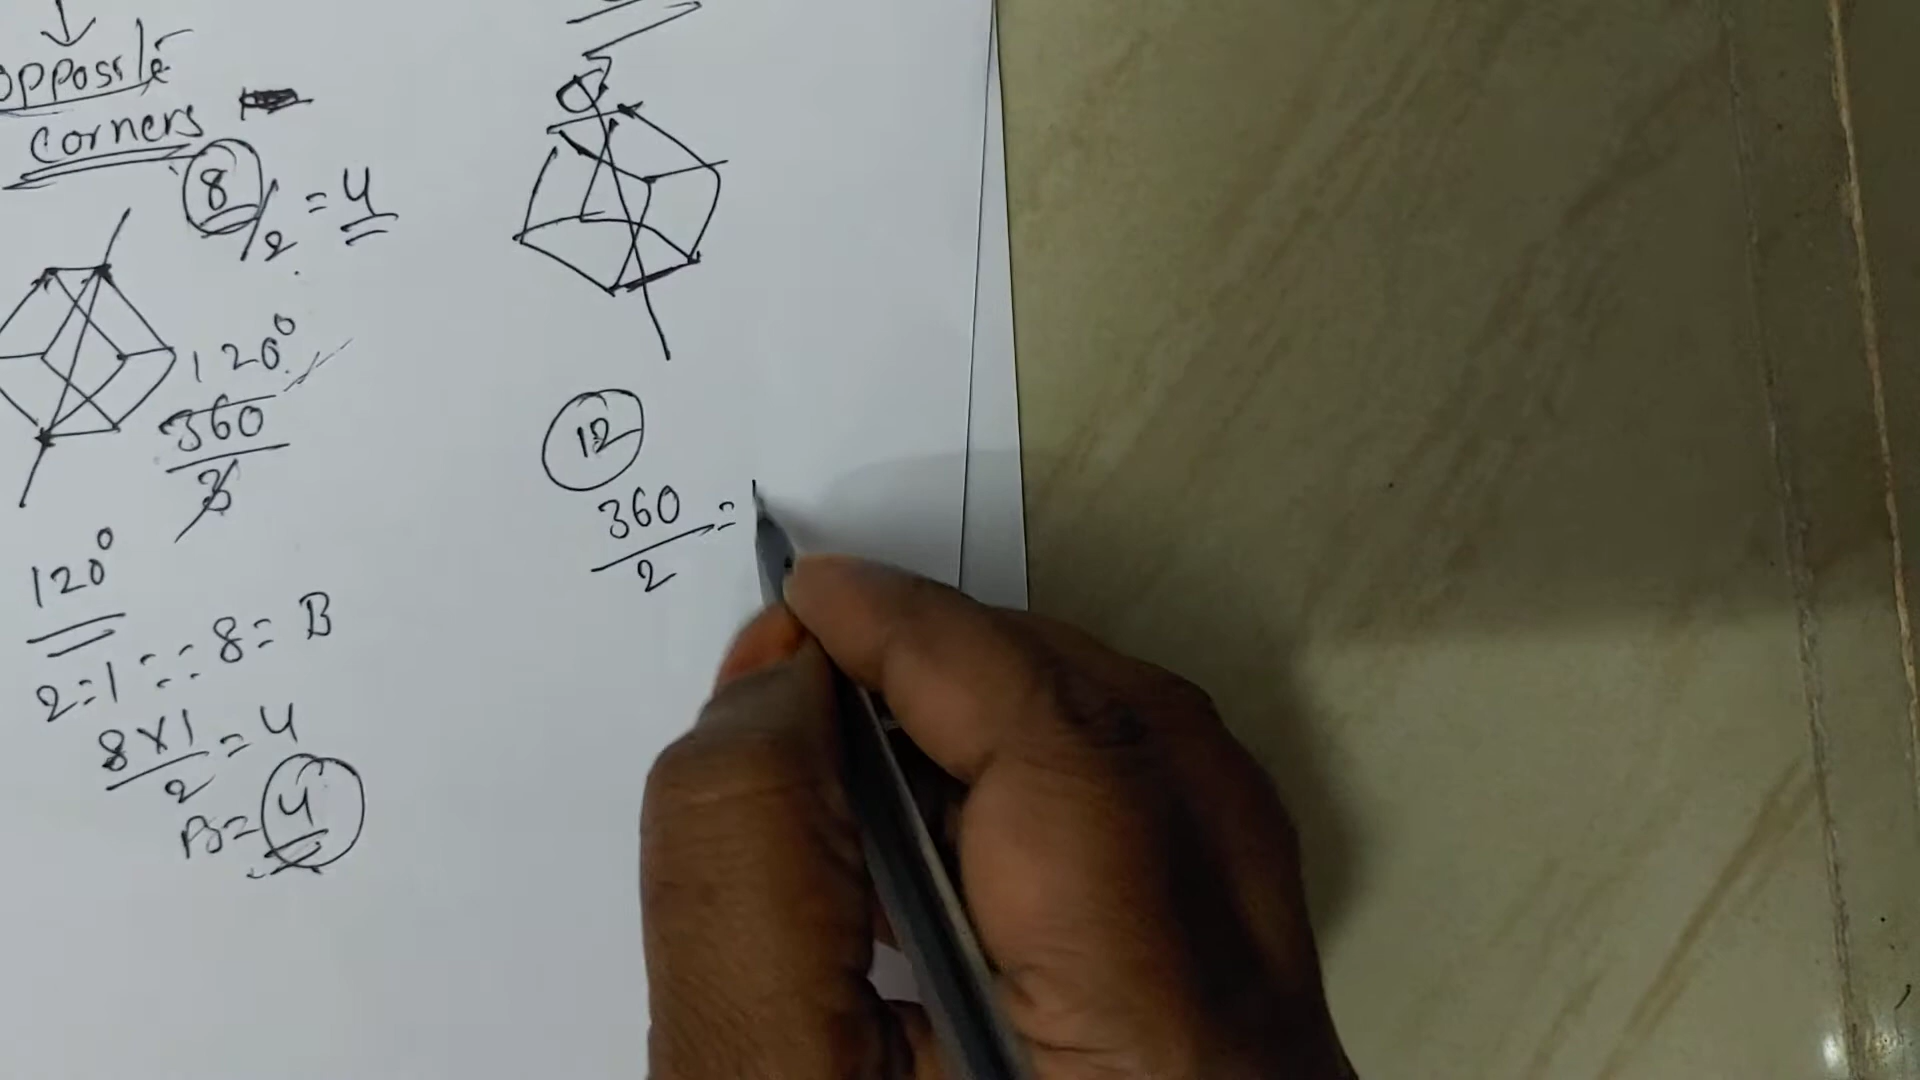 opposite
corners
8/2 = 4
120°
360
3
120°
2=1 :: 8= B
8×1
2
= 4
B= 4
12
360
2
=